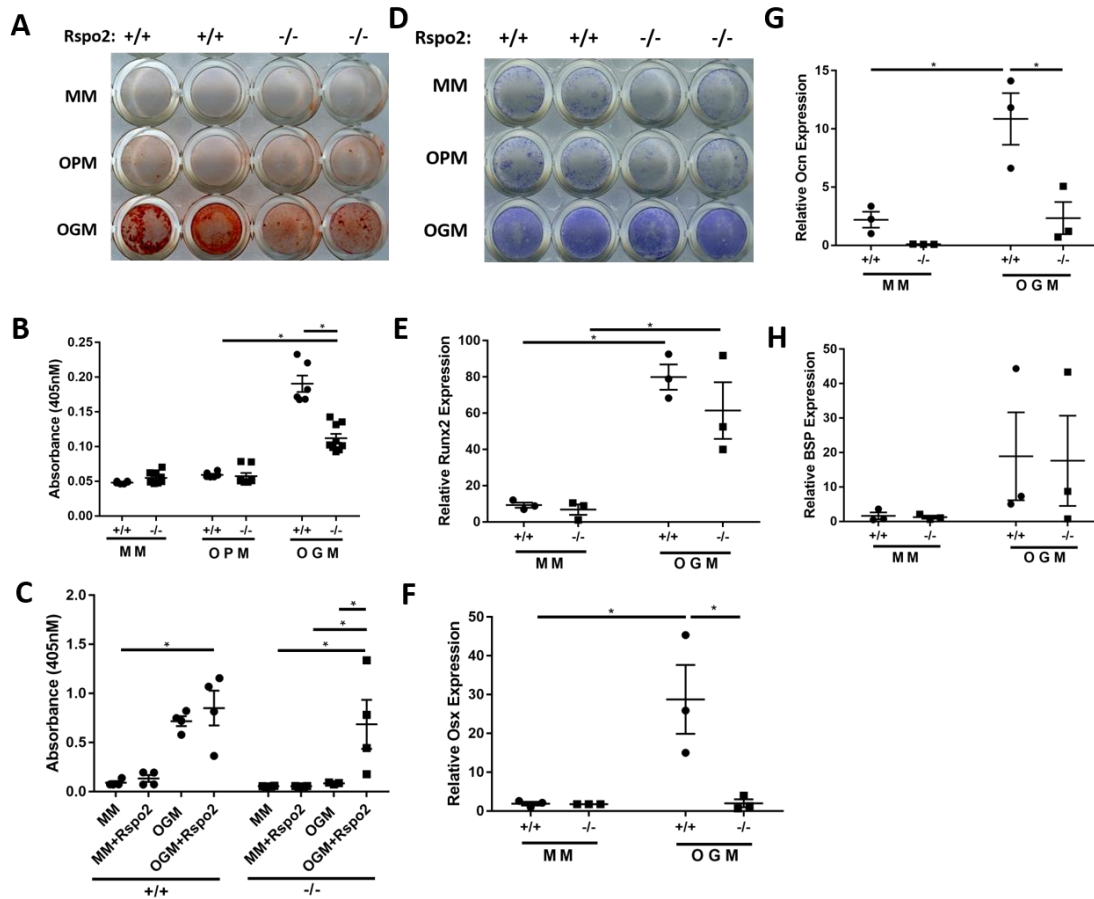 A
Rspo2: +/+ +/+ -/- -/-
MM
OPM
OGM
B
Absorbance (405nM)
0.25
0.20
0.15
0.10
0.05
0.00
* *
+/+ -/- +/+ -/- +/+ -/-
MM OPM OGM
C
Absorbance (405nM)
2.0
1.5
1.0
0.5
0.0
* * * *
MM MM+Rspo2 OGM OGM+Rspo2 MM MM+Rspo2 OGM OGM+Rspo2
+/+ -/-
D
Rspo2: +/+ +/+ -/- -/-
MM
OPM
OGM
E
Relative Runx2 Expression
100
80
60
40
20
0
* *
+/+ -/- +/+ -/-
MM OGM
F
Relative Osx Expression
50
40
30
20
10
0
* *
+/+ -/- +/+ -/-
MM OGM
G
Relative Ocn Expression
15
10
5
0
* *
+/+ -/- +/+ -/-
MM OGM
H
Relative BSP Expression
50
40
30
20
10
0
+/+ -/- +/+ -/-
MM OGM